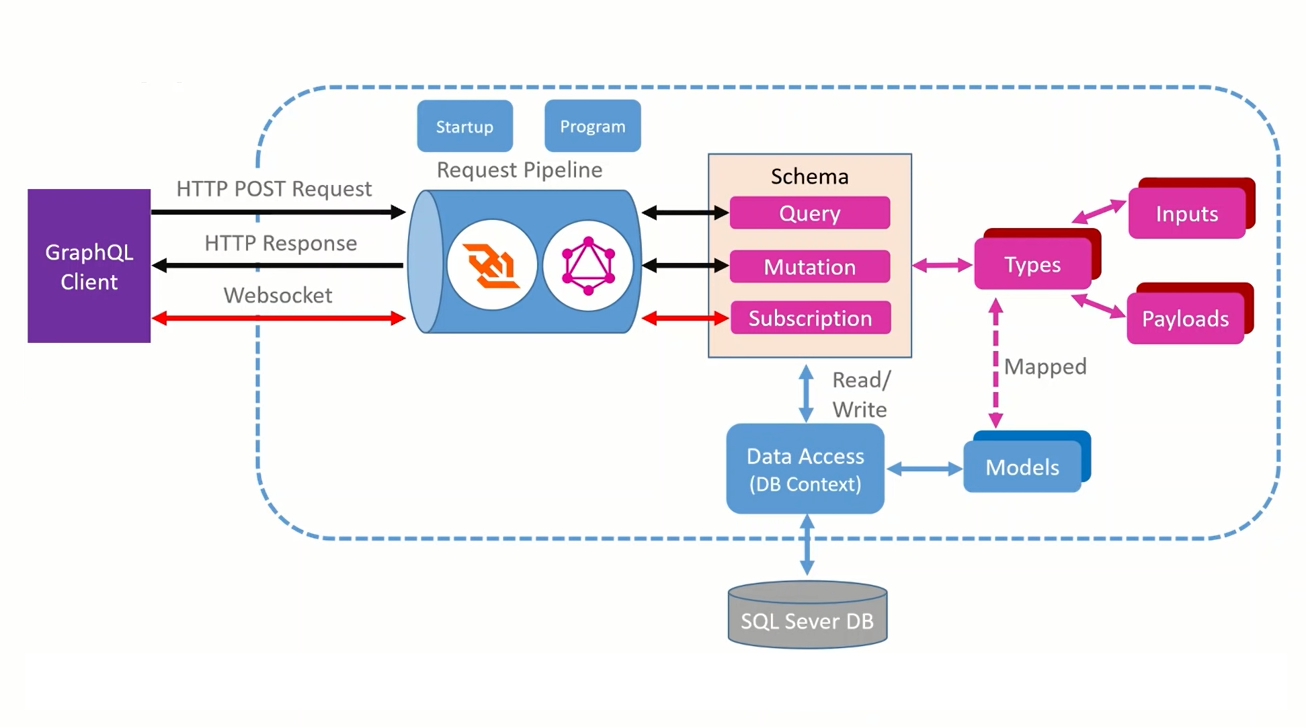 Startup
Program
Request Pipeline
HTTP POST Request
HTTP Response
Websocket
GraphQL
Client
Schema
Query
Mutation
Subscription
Types
Inputs
Payloads
Mapped
Read/
Write
Data Access
(DB Context)
Models
SQL Sever DB